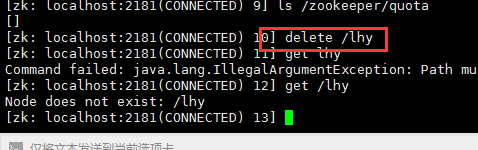 [zk: localhost:2181(CONNECTED) 9] ls /zookeeper/quota
[]
[zk: localhost:2181(CONNECTED) 10] delete /lhy
[zk: localhost:2181(CONNECTED) 11] get lhy
Command failed: java.lang.IllegalArgumentException: Path mu
[zk: localhost:2181(CONNECTED) 12] get /lhy
Node does not exist: /lhy
[zk: localhost:2181(CONNECTED) 13]
仅将文本发送到当前选项卡